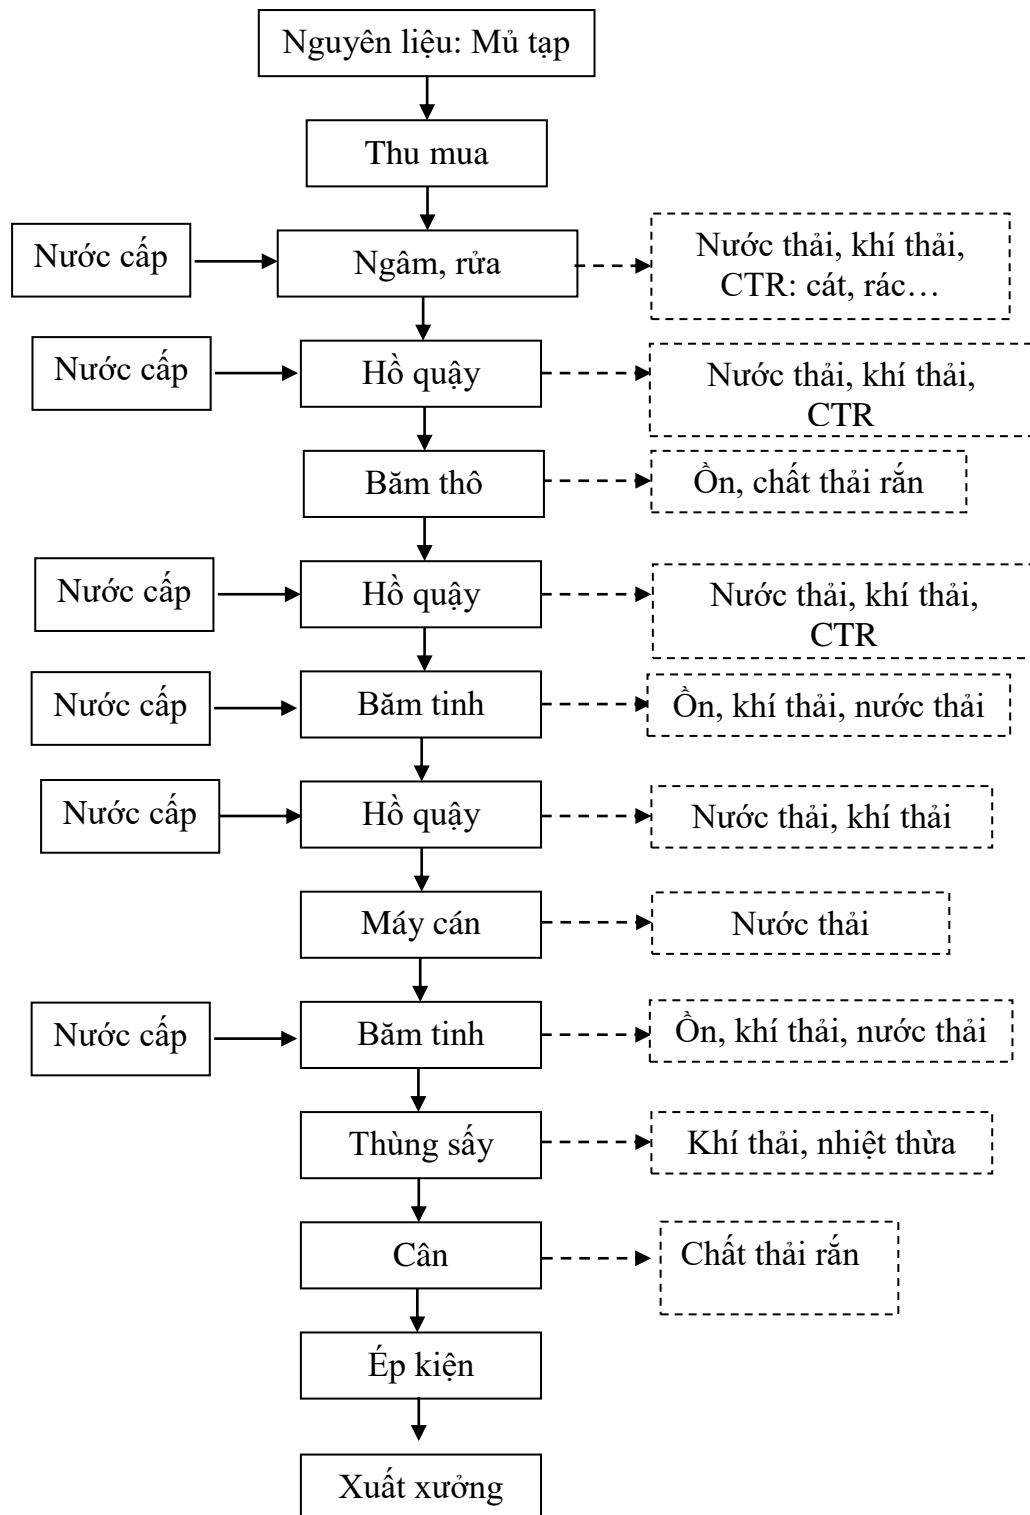 Nguyên liệu: Mủ tạp
Thu mua
Nước cấp
Ngâm, rửa
Nước thải, khí thải,
CTR: cát, rác…
Nước cấp
Hồ quậy
Nước thải, khí thải,
CTR
Băm thô
Ồn, chất thải rắn
Nước cấp
Hồ quậy
Nước thải, khí thải,
CTR
Nước cấp
Băm tinh
Ồn, khí thải, nước thải
Nước cấp
Hồ quậy
Nước thải, khí thải
Máy cán
Nước thải
Nước cấp
Băm tinh
Ồn, khí thải, nước thải
Thùng sấy
Khí thải, nhiệt thừa
Cân
Chất thải rắn
Ép kiện
Xuất xưởng